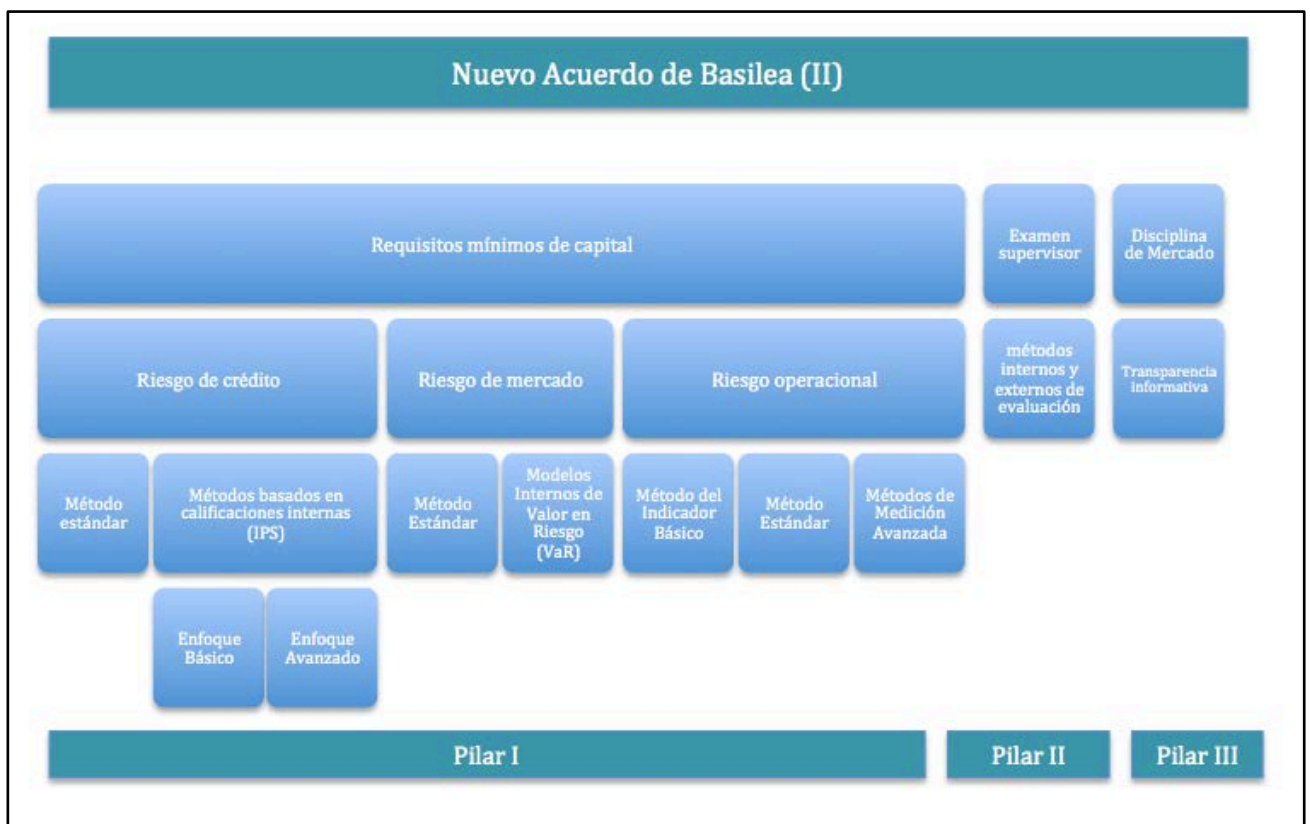 Nuevo Acuerdo de Basilea (II)
Requisitos mínimos de capital
Examen
supervisor
Disciplina
de Mercado
Riesgo de crédito
Riesgo de mercado
Riesgo operacional
métodos
internos y
externos de
evaluación
Transparencia
informativa
Método
estándar
Métodos basados en
calificaciones internas
(IPS)
Método
Estándar
Modelos
Internos de
Valor en
Riesgo
(VaR)
Método del
Indicador
Básico
Método
Estándar
Métodos de
Medición
Avanzada
Enfoque
Básico
Enfoque
Avanzado
Pilar I
Pilar II
Pilar III